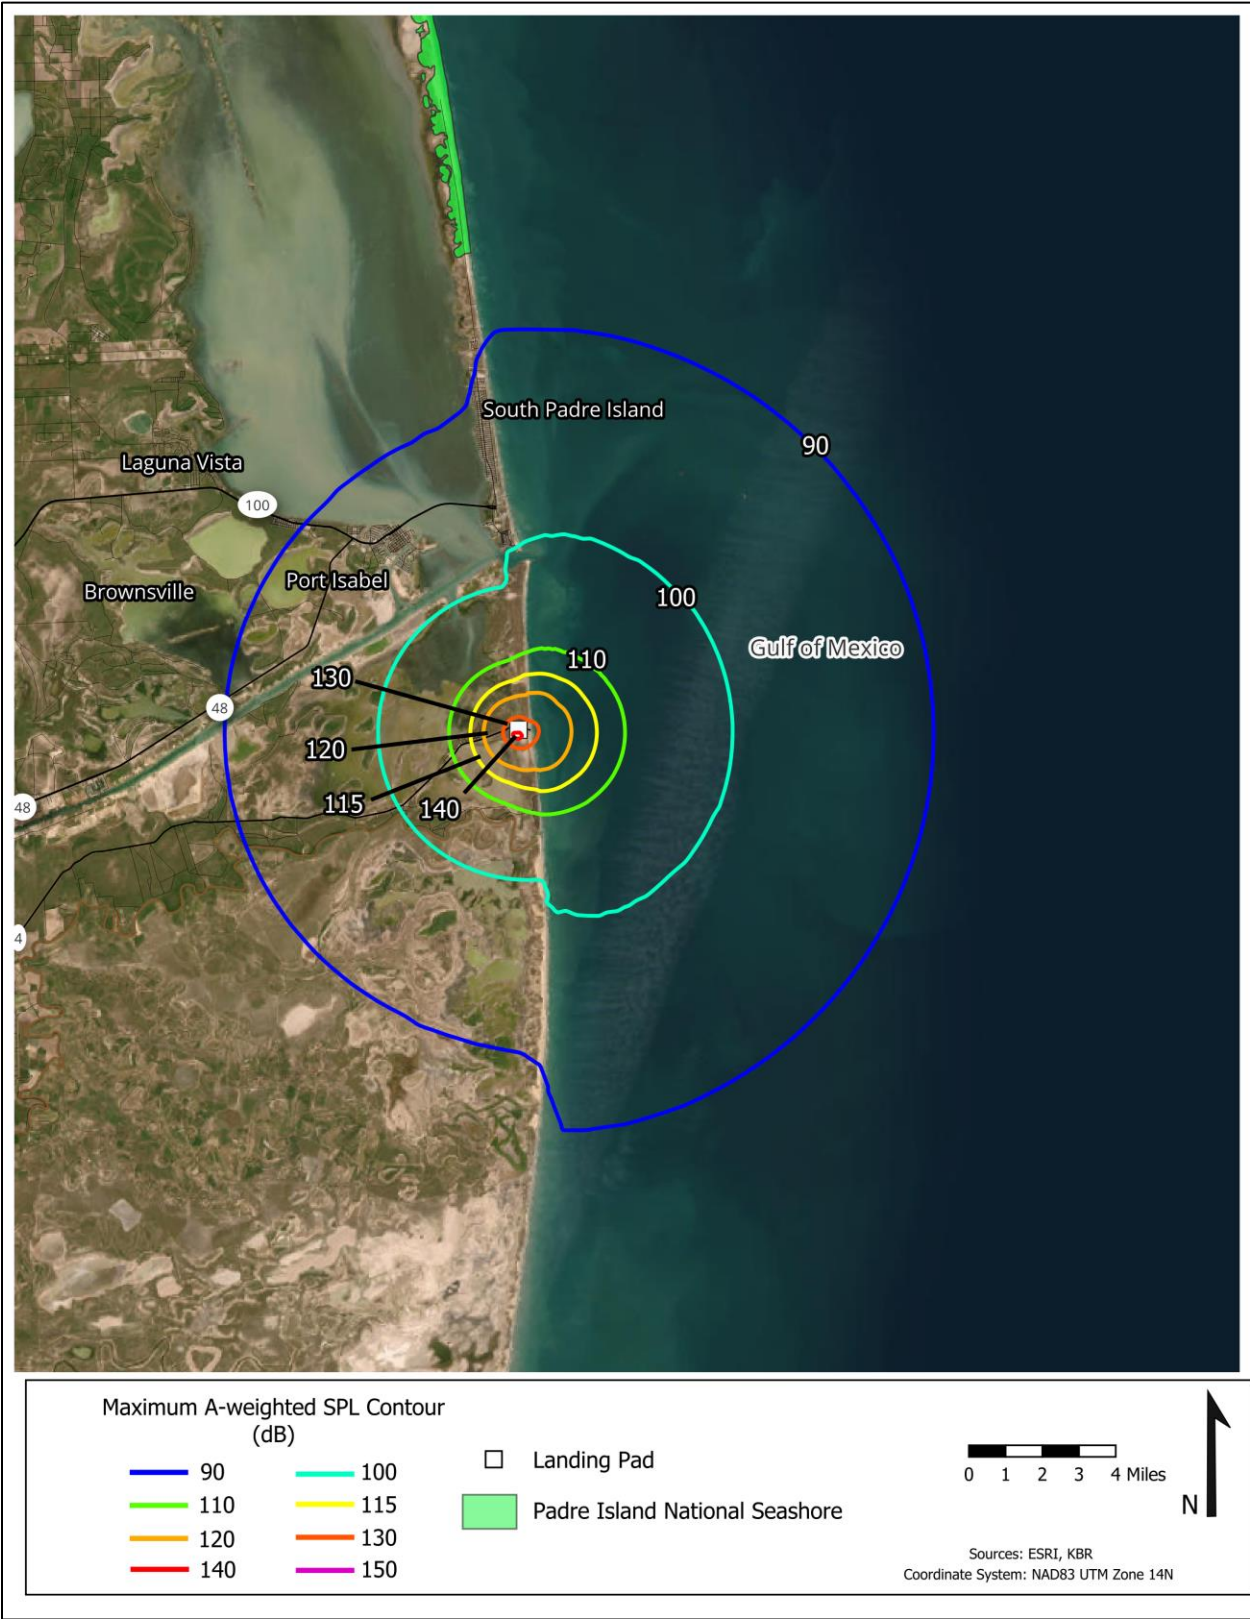 South Padre Island
90
Laguna Vista
100
Brownsville
Port Isabel
100
Gulf of Mexico
110
130
48
120
115
140
48
4
Maximum A-weighted SPL Contour
(dB)
90
100
110
115
120
130
140
150
Landing Pad
Padre Island National Seashore
0 1 2 3 4 Miles
N
Sources: ESRI, KBR
Coordinate System: NAD83 UTM Zone 14N